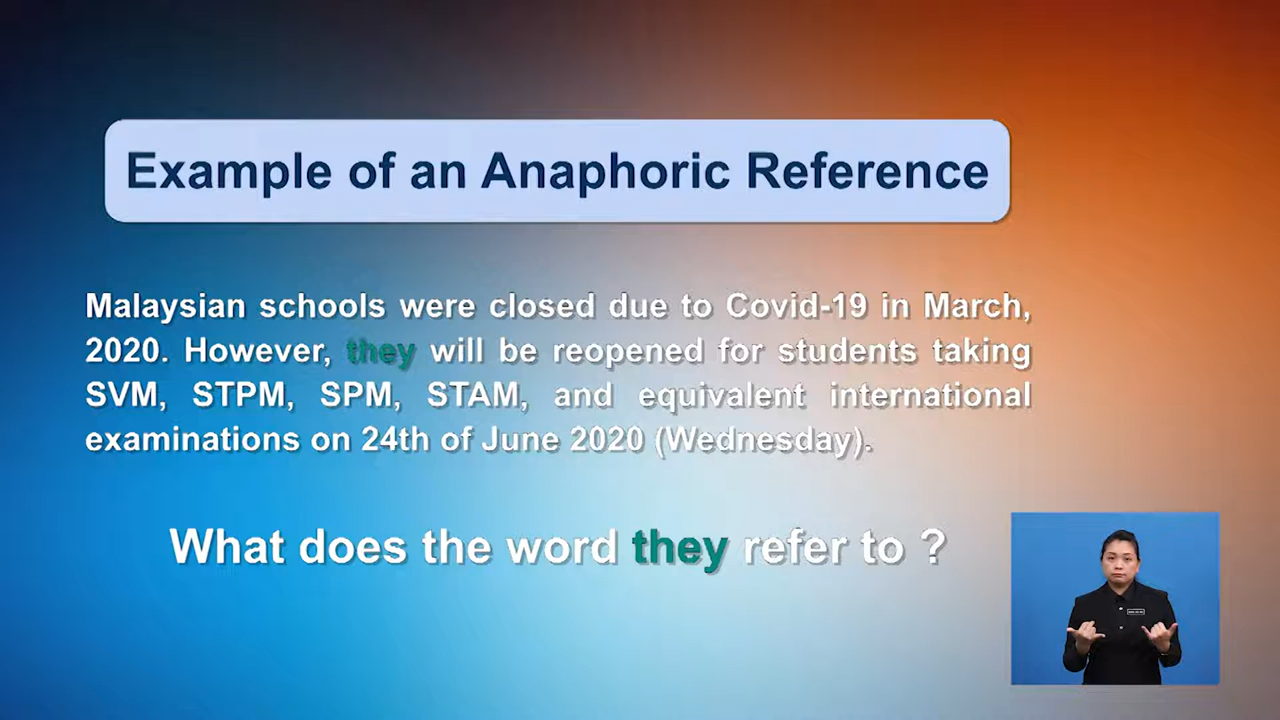 Example of an Anaphoric Reference
Malaysian schools were closed due to Covid-19 in March,
2020. However, they will be reopened for students taking
SVM, STPM, SPM, STAM, and equivalent international
examinations on 24th of June 2020 (Wednesday).
What does the word they refer to ?